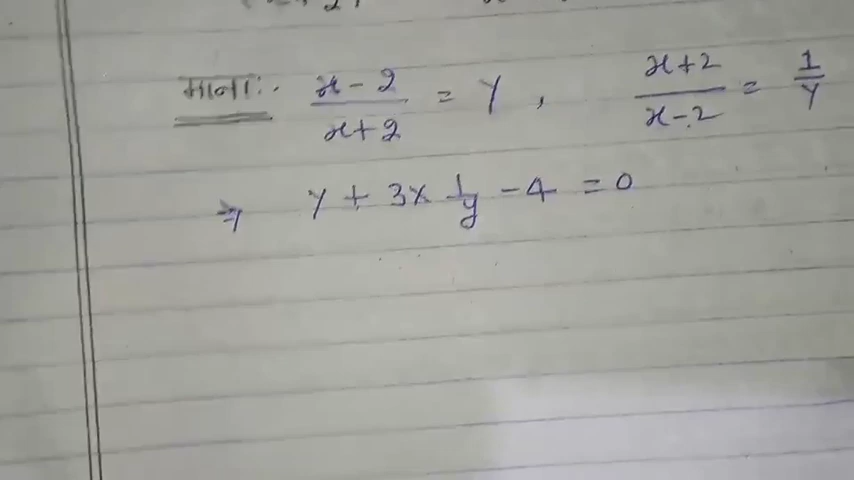 माना:- x-2/x+2 = y, x+2/x-2 = 1/y
⇒ y + 3× 1/y - 4 = 0